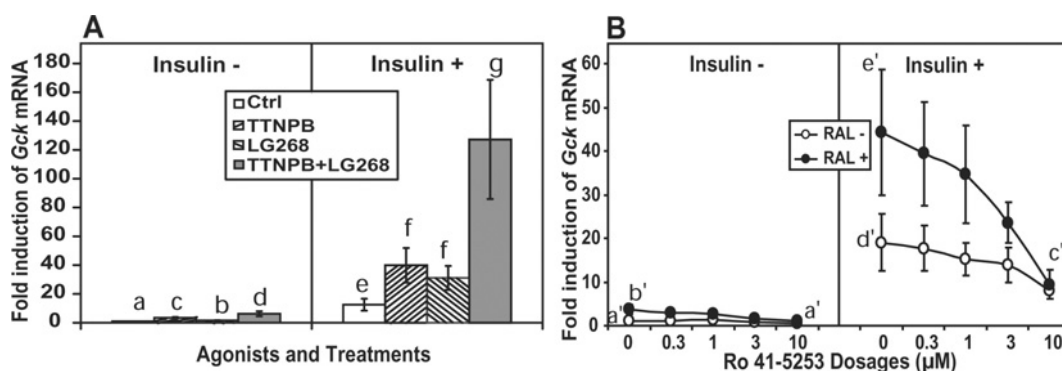 A
Fold induction of Gck mRNA
180
160
140
120
100
80
60
40
20
0
Insulin -
Insulin +
Ctrl
TTNPB
LG268
TTNPB+LG268
a
c
b
d
e
f
f
g
Agonists and Treatments
B
Fold induction of Gck mRNA
60
50
40
30
20
10
0
Insulin -
Insulin +
RAL -
RAL +
a'
b'
a'
d'
e'
c'
0 0.3 1 3 10 0 0.3 1 3 10
Ro 41-5253 Dosages (µM)